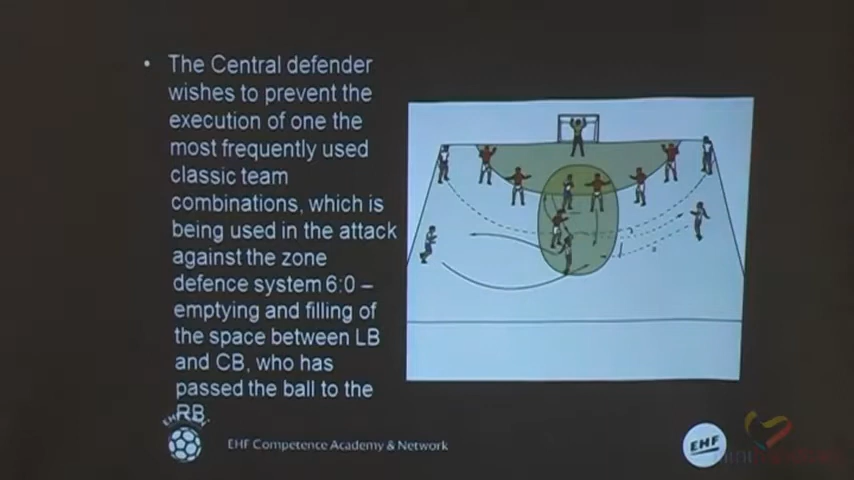 • The Central defender
wishes to prevent the
execution of one the
most frequently used
classic team
combinations, which is
being used in the attack
against the zone
defence system 6:0 –
emptying and filling of
the space between LB
and CB, who has
passed the ball to the
RB.
EHF Competence Academy & Network
EHF